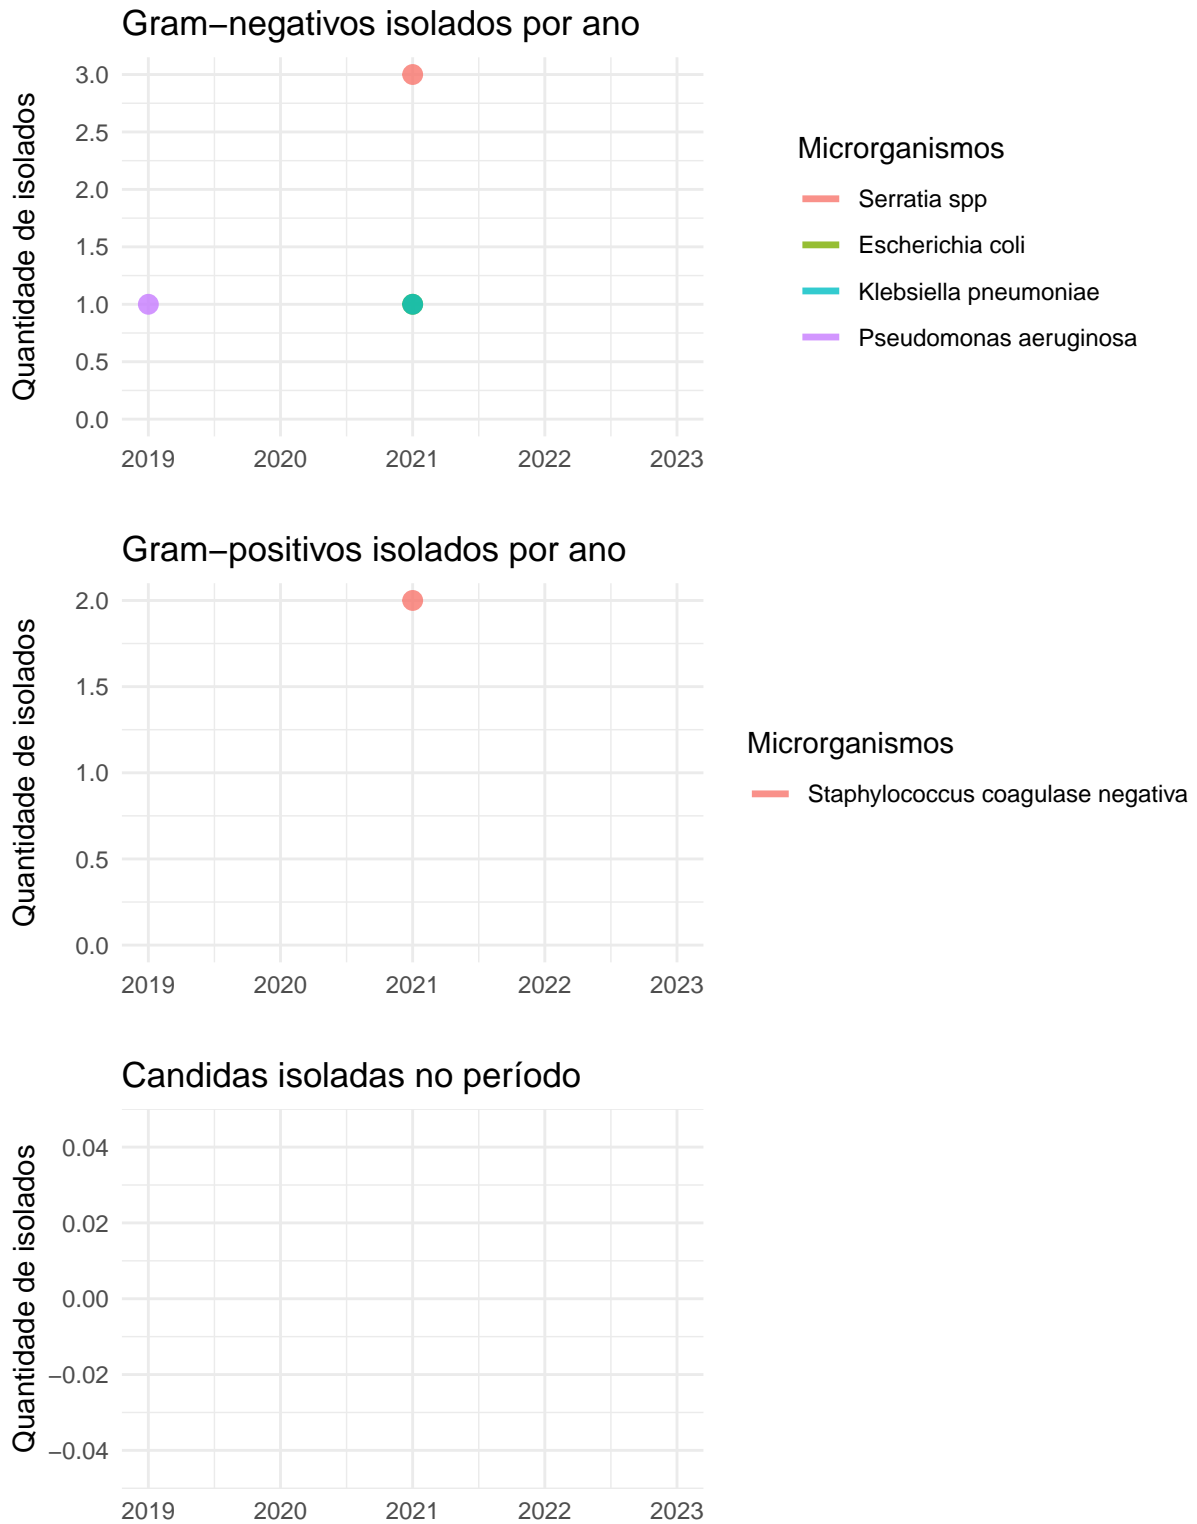 Gram−negativos isolados por ano
Quantidade de isolados
3.0
2.5
2.0
1.5
1.0
0.5
0.0
2019 2020 2021 2022 2023
Microrganismos
Serratia spp
Escherichia coli
Klebsiella pneumoniae
Pseudomonas aeruginosa
Gram−positivos isolados por ano
Quantidade de isolados
2.0
1.5
1.0
0.5
0.0
2019 2020 2021 2022 2023
Microrganismos
Staphylococcus coagulase negativa
Candidas isoladas no período
Quantidade de isolados
0.04
0.02
0.00
−0.02
−0.04
2019 2020 2021 2022 2023